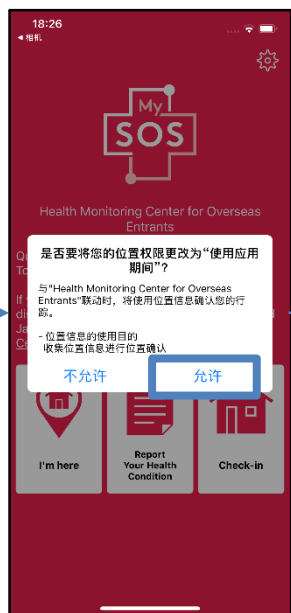 18:26
◀ 相机
My
SOS
Health Monitoring Center for Overseas
Entrants
是否要将您的位置权限更改为“使用应用
期间”?
与"Health Monitoring Center for Overseas
Entrants"联动时，将使用位置信息确认您的行
踪。
- 位置信息的使用目的
收集位置信息进行位置确认
不允许
允许
I'm here
Report
Your Health
Condition
Check-in